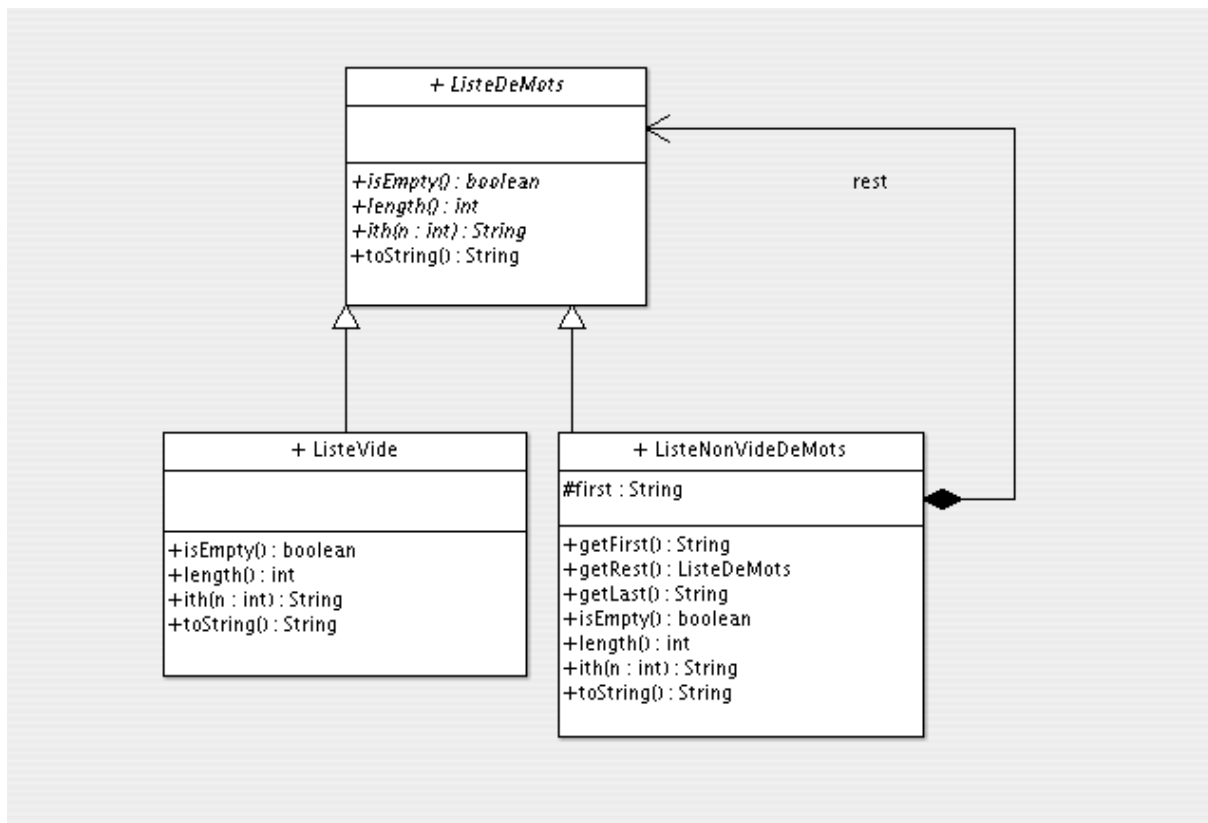 + ListeDeMots
+isEmpty() : boolean
+length() : int
+ith(n : int) : String
+toString() : String
rest
+ ListeVide
+isEmpty() : boolean
+length() : int
+ith(n : int) : String
+toString() : String
+ ListeNonVideDeMots
#first : String
+getFirst() : String
+getRest() : ListeDeMots
+getLast() : String
+isEmpty() : boolean
+length() : int
+ith(n : int) : String
+toString() : String